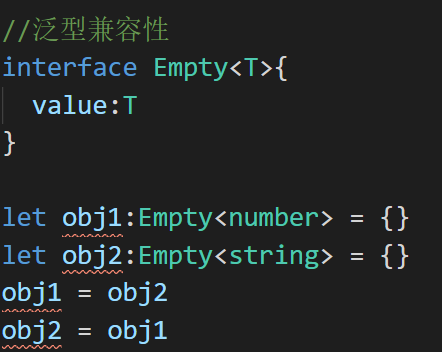 //泛型兼容性
interface Empty<T>{
  value:T
}
let obj1:Empty<number> = {}
let obj2:Empty<string> = {}
obj1 = obj2
obj2 = obj1